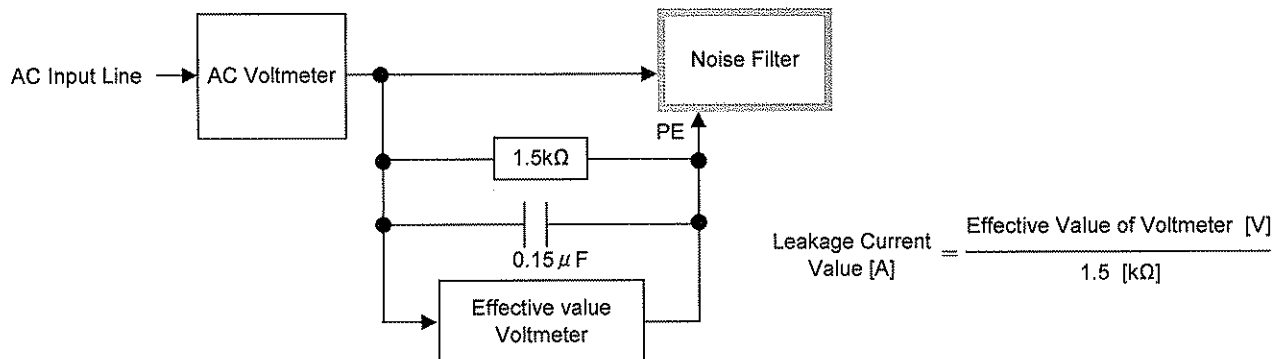 AC Input Line
AC Voltmeter
Noise Filter
PE
1.5kΩ
0.15μF
Effective value
Voltmeter
Leakage Current
Value [A]
=
Effective Value of Voltmeter [V]
1.5 [kΩ]